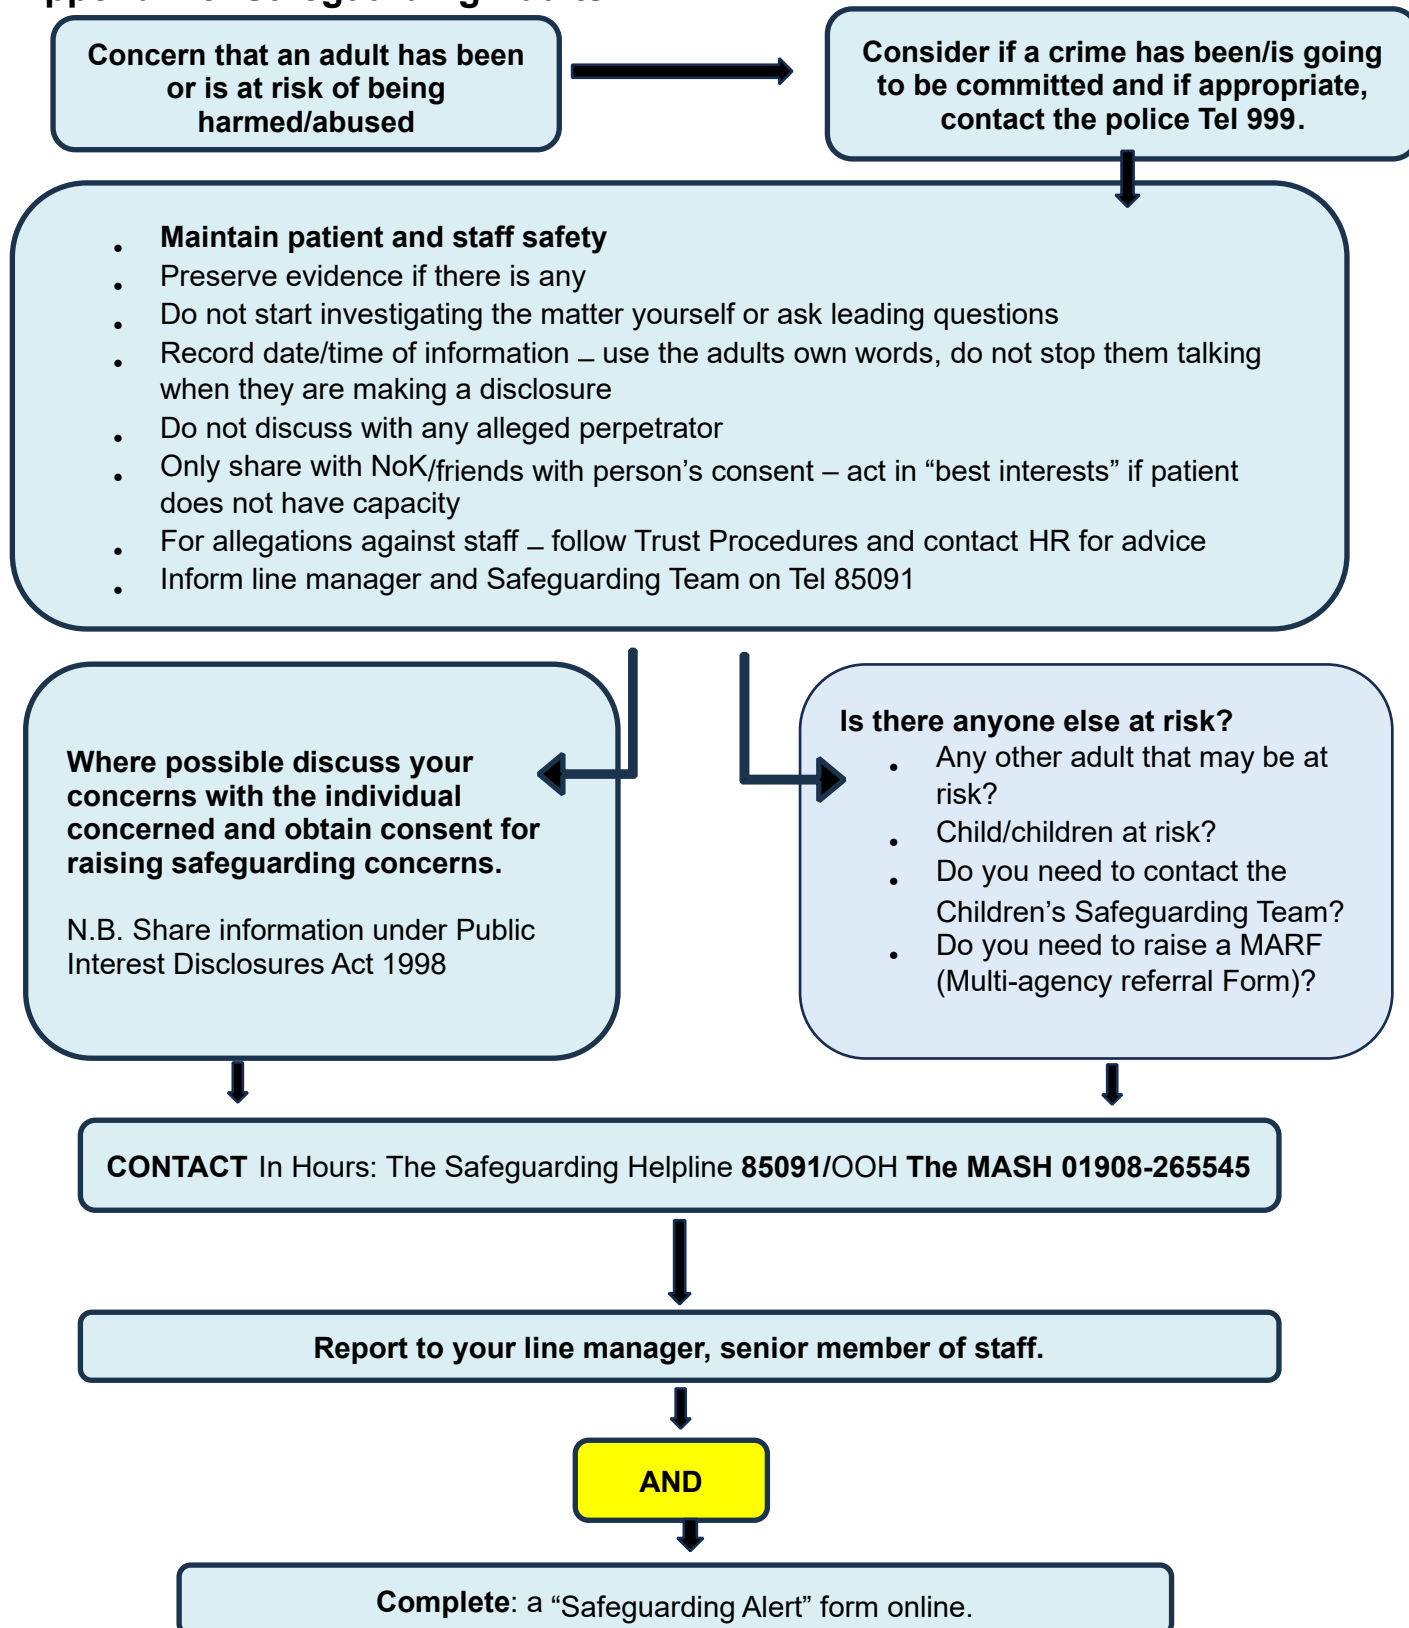 Concern that an adult has been
or is at risk of being
harmed/abused
Consider if a crime has been/is going
to be committed and if appropriate,
contact the police Tel 999.
• Maintain patient and staff safety
• Preserve evidence if there is any
• Do not start investigating the matter yourself or ask leading questions
• Record date/time of information – use the adults own words, do not stop them talking
when they are making a disclosure
• Do not discuss with any alleged perpetrator
• Only share with NoK/friends with person’s consent – act in “best interests” if patient
does not have capacity
• For allegations against staff – follow Trust Procedures and contact HR for advice
• Inform line manager and Safeguarding Team on Tel 85091
Where possible discuss your
concerns with the individual
concerned and obtain consent for
raising safeguarding concerns.
N.B. Share information under Public
Interest Disclosures Act 1998
Is there anyone else at risk?
• Any other adult that may be at
risk?
• Child/children at risk?
• Do you need to contact the
Children’s Safeguarding Team?
• Do you need to raise a MARF
(Multi-agency referral Form)?
CONTACT In Hours: The Safeguarding Helpline 85091/OOH The MASH 01908-265545
Report to your line manager, senior member of staff.
AND
Complete: a “Safeguarding Alert” form online.